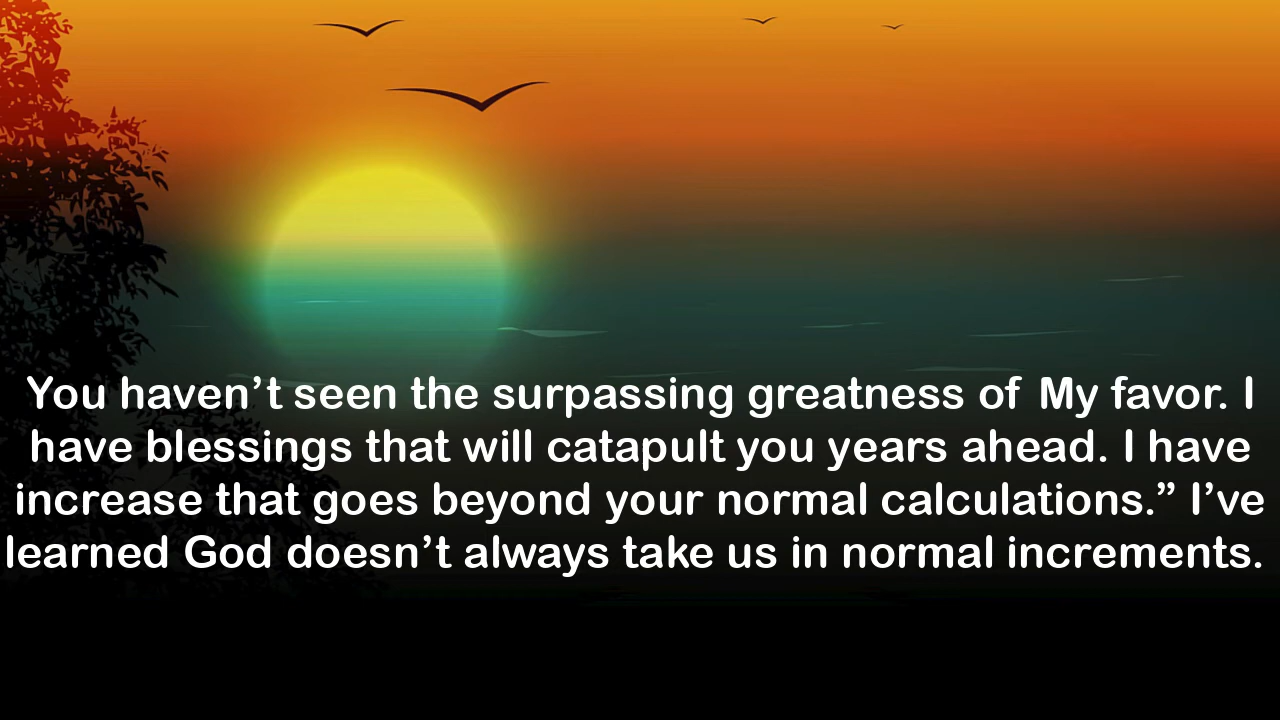 You haven’t seen the surpassing greatness of My favor. I
have blessings that will catapult you years ahead. I have
increase that goes beyond your normal calculations.” I’ve
learned God doesn’t always take us in normal increments.